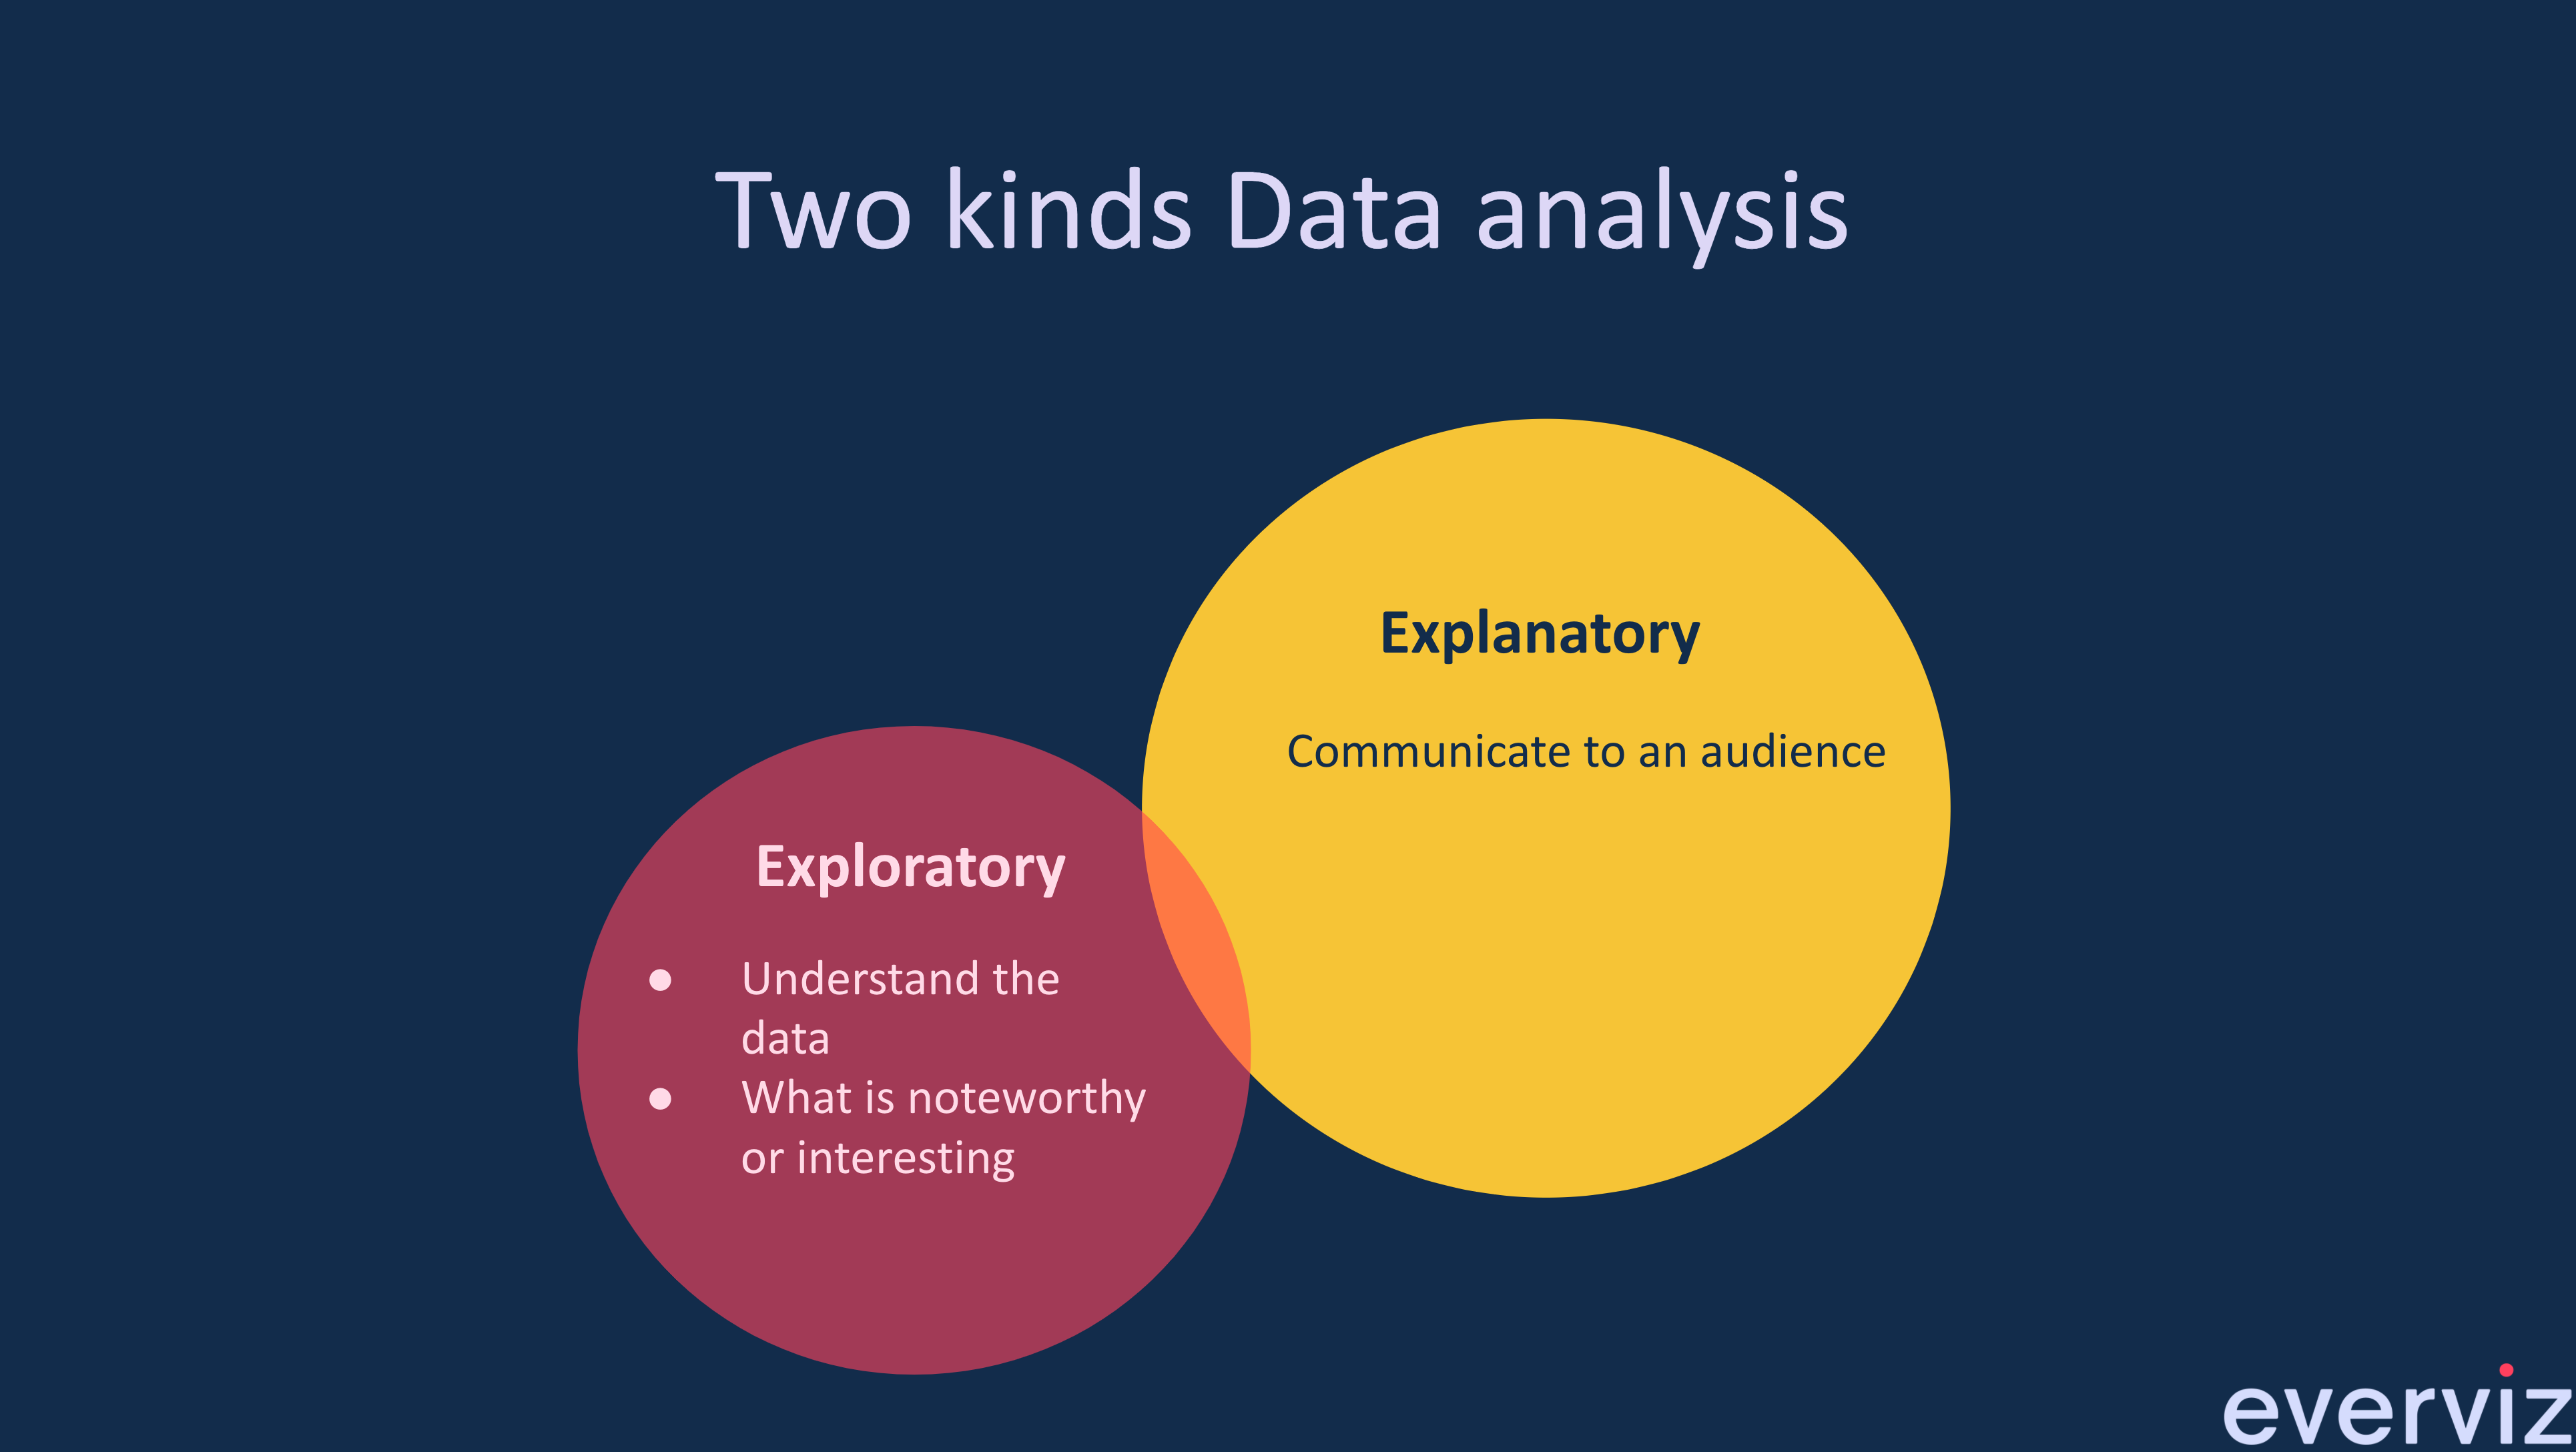 Two kinds Data analysis
Explanatory
Communicate to an audience
Exploratory
● Understand the
data
● What is noteworthy
or interesting
everviz